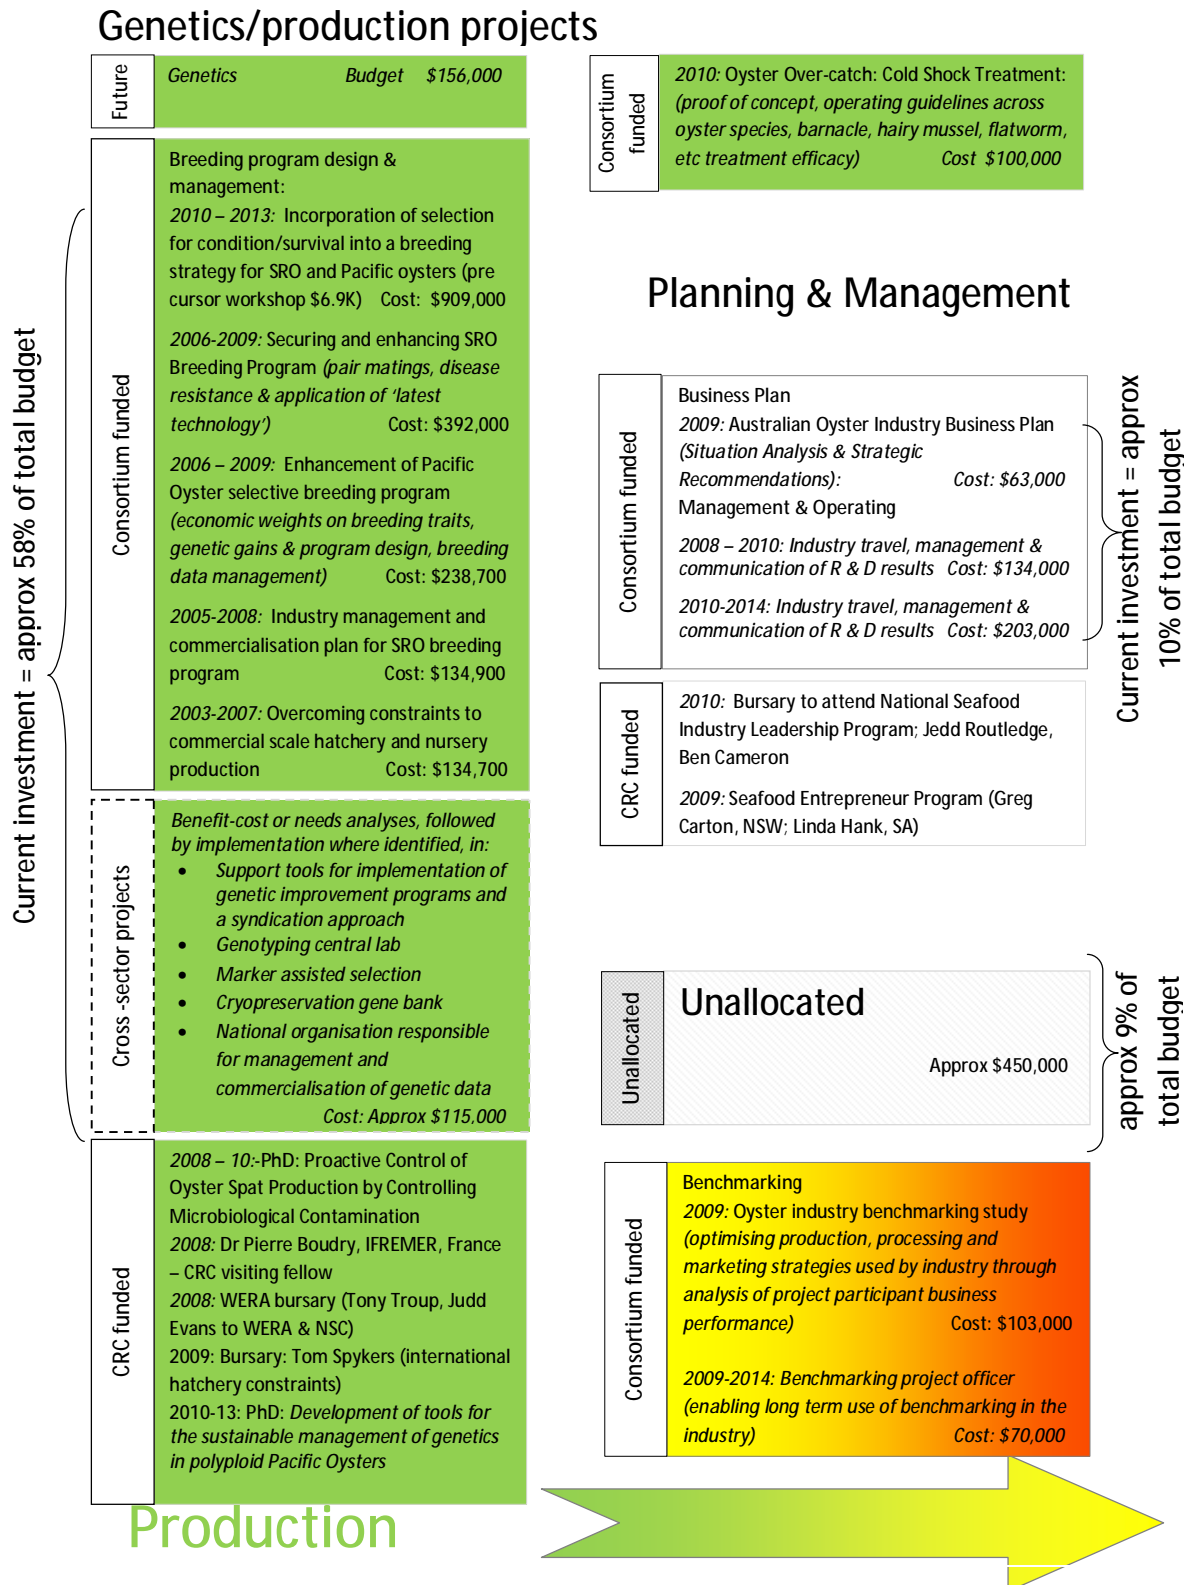 Genetics/production projects
Future
Genetics Budget $156,000
Current investment = approx 58% of total budget
Consortium funded
Breeding program design &
management:
2010 – 2013: Incorporation of selection
for condition/survival into a breeding
strategy for SRO and Pacific oysters (pre
cursor workshop $6.9K) Cost: $909,000
2006-2009: Securing and enhancing SRO
Breeding Program (pair matings, disease
resistance & application of ‘latest
technology’) Cost: $392,000
2006 – 2009: Enhancement of Pacific
Oyster selective breeding program
(economic weights on breeding traits,
genetic gains & program design, breeding
data management) Cost: $238,700
2005-2008: Industry management and
commercialisation plan for SRO breeding
program Cost: $134,900
2003-2007: Overcoming constraints to
commercial scale hatchery and nursery
production Cost: $134,700
Cross -sector projects
Benefit-cost or needs analyses, followed
by implementation where identified, in:
• Support tools for implementation of
genetic improvement programs and
a syndication approach
• Genotyping central lab
• Marker assisted selection
• Cryopreservation gene bank
• National organisation responsible
for management and
commercialisation of genetic data
Cost: Approx $115,000
CRC funded
2008 – 10:-PhD: Proactive Control of
Oyster Spat Production by Controlling
Microbiological Contamination
2008: Dr Pierre Boudry, IFREMER, France
– CRC visiting fellow
2008: WERA bursary (Tony Troup, Judd
Evans to WERA & NSC)
2009: Bursary: Tom Spykers (international
hatchery constraints)
2010-13: PhD: Development of tools for
the sustainable management of genetics
in polyploid Pacific Oysters
Production
Consortium
funded
2010: Oyster Over-catch: Cold Shock Treatment:
(proof of concept, operating guidelines across
oyster species, barnacle, hairy mussel, flatworm,
etc treatment efficacy) Cost $100,000
Planning & Management
Consortium funded
Business Plan
2009: Australian Oyster Industry Business Plan
(Situation Analysis & Strategic
Recommendations): Cost: $63,000
Management & Operating
2008 – 2010: Industry travel, management &
communication of R & D results Cost: $134,000
2010-2014: Industry travel, management &
communication of R & D results Cost: $203,000
Current investment = approx
10% of total budget
CRC funded
2010: Bursary to attend National Seafood
Industry Leadership Program; Jedd Routledge,
Ben Cameron
2009: Seafood Entrepreneur Program (Greg
Carton, NSW; Linda Hank, SA)
Unallocated
Unallocated
Approx $450,000
approx 9% of
total budget
Consortium funded
Benchmarking
2009: Oyster industry benchmarking study
(optimising production, processing and
marketing strategies used by industry through
analysis of project participant business
performance) Cost: $103,000
2009-2014: Benchmarking project officer
(enabling long term use of benchmarking in the
industry) Cost: $70,000